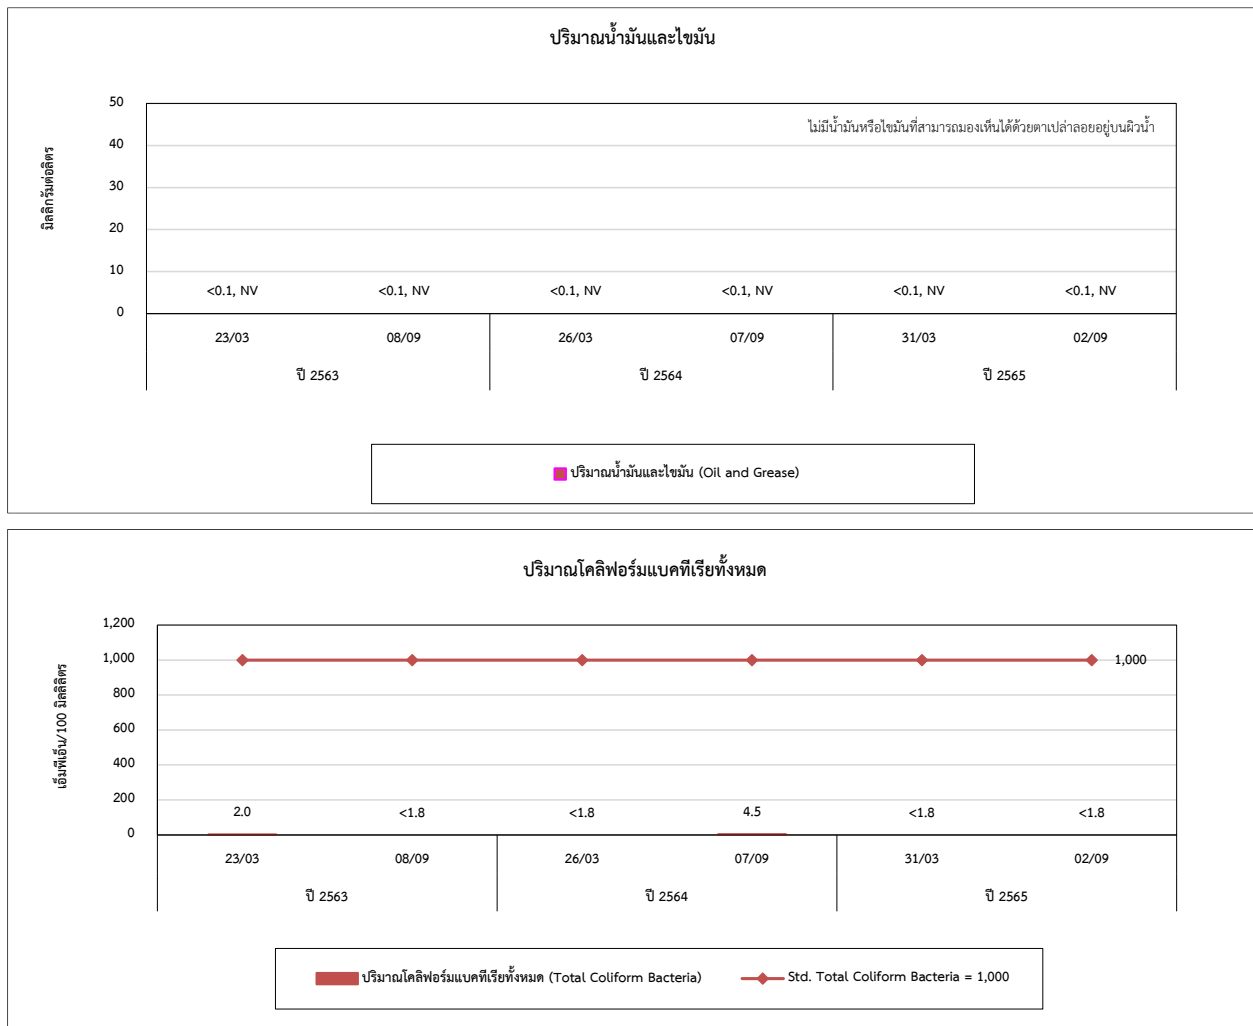 ปริมาณน้ำมันและไขมัน
มิลลิกรัมต่อลิตร
50
ไม่มีน้ำมันหรือไขมันที่สามารถมองเห็นได้ด้วยตาเปล่าลอยอยู่บนผิวน้ำ
40
30
20
10
<0.1, NV <0.1, NV <0.1, NV <0.1, NV <0.1, NV <0.1, NV
0
23/03 08/09 26/03 07/09 31/03 02/09
ปี 2563 ปี 2564 ปี 2565
ปริมาณน้ำมันและไขมัน (Oil and Grease)
ปริมาณโคลิฟอร์มแบคทีเรียทั้งหมด
เอ็มพีเอ็น/100 มิลลิลิตร
1,200
1,000 1,000
800
600
400
200
2.0 <1.8 <1.8 4.5 <1.8 <1.8
0
23/03 08/09 26/03 07/09 31/03 02/09
ปี 2563 ปี 2564 ปี 2565
ปริมาณโคลิฟอร์มแบคทีเรียทั้งหมด (Total Coliform Bacteria) Std. Total Coliform Bacteria = 1,000